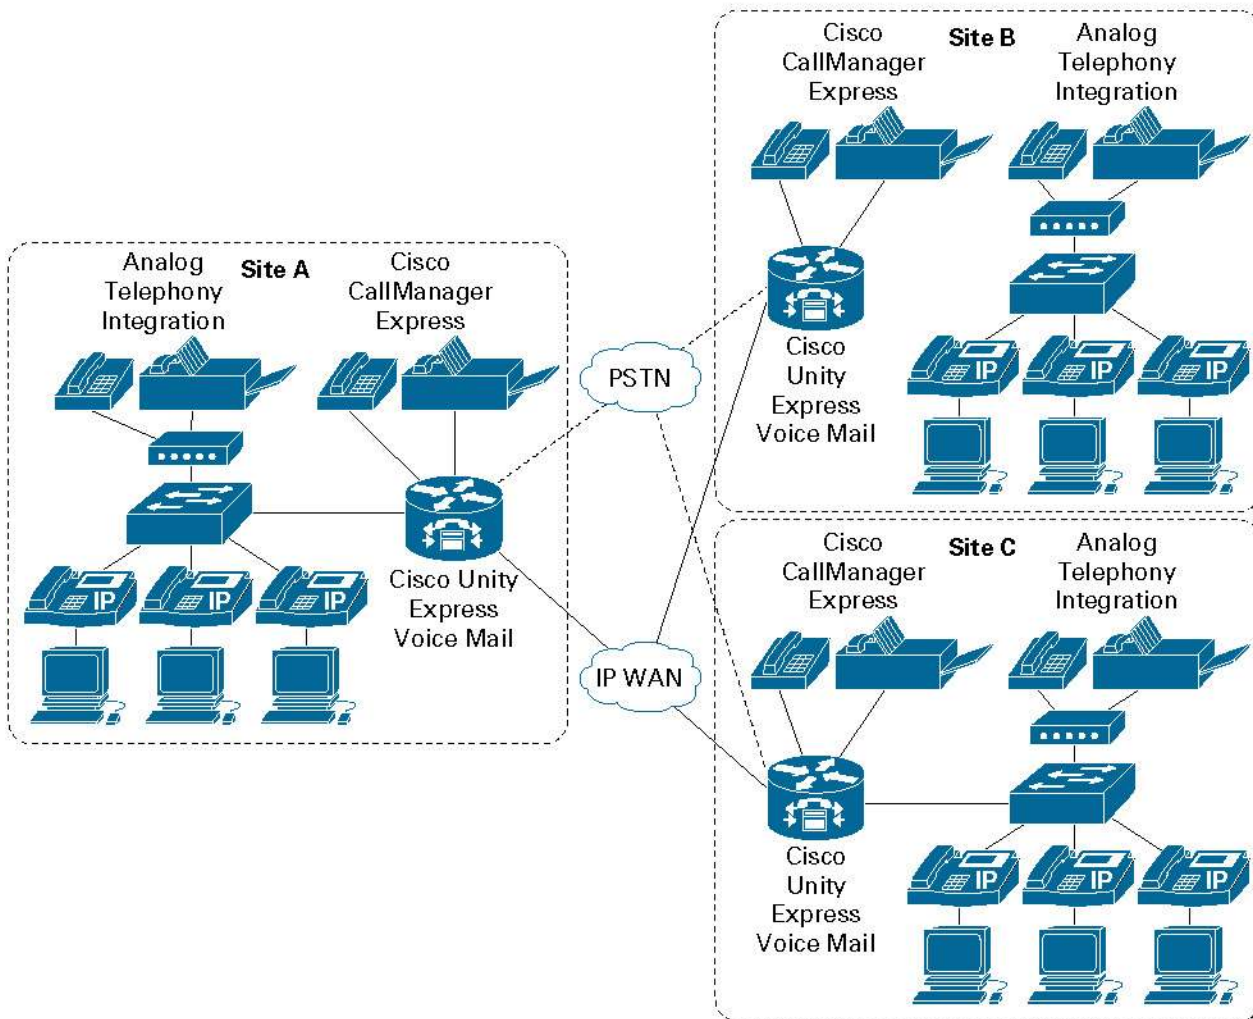 Site A
Analog
Telephony
Integration
Cisco
CallManager
Express
IP
IP
IP
Cisco Unity
Express
Voice Mail
PSTN
IP WAN
Site B
Cisco
CallManager
Express
Analog
Telephony
Integration
Cisco
Unity
Express
Voice Mail
IP
IP
IP
Site C
Cisco
CallManager
Express
Analog
Telephony
Integration
Cisco
Unity
Express
Voice Mail
IP
IP
IP